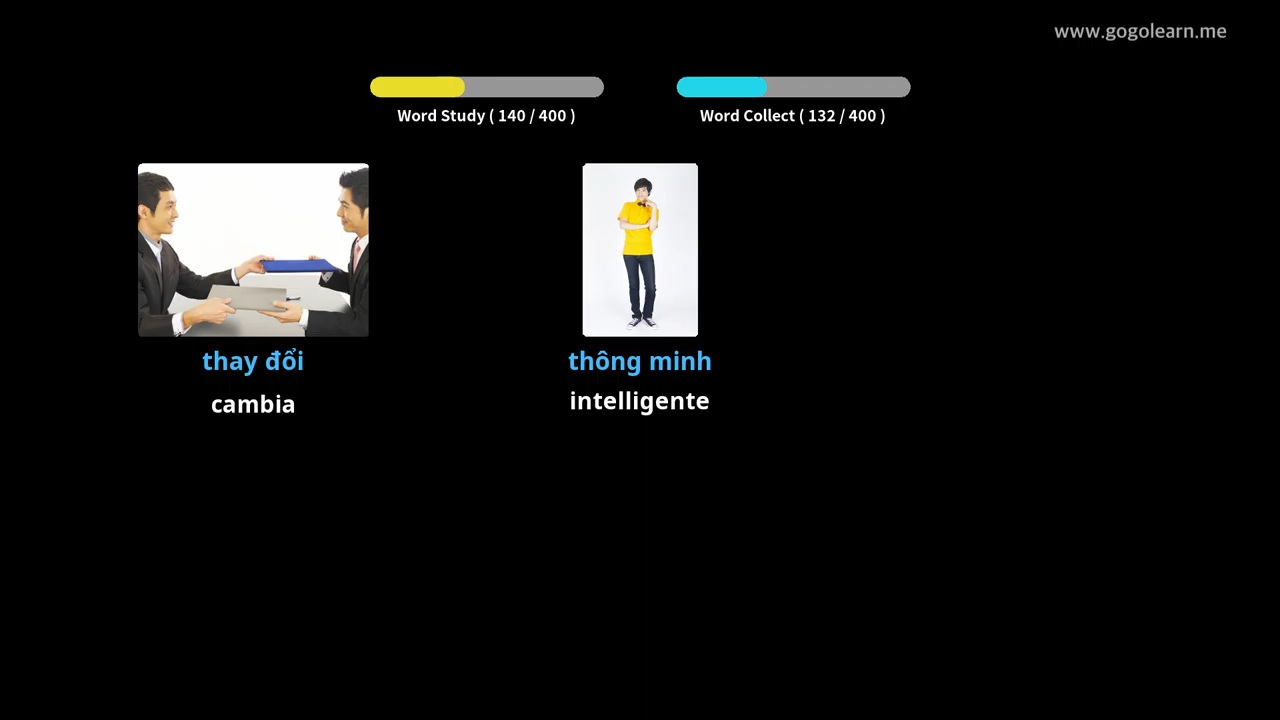 www.gogolearn.me
Word Study ( 140 / 400 )
Word Collect ( 132 / 400 )
thay đổi
cambia
thông minh
intelligente